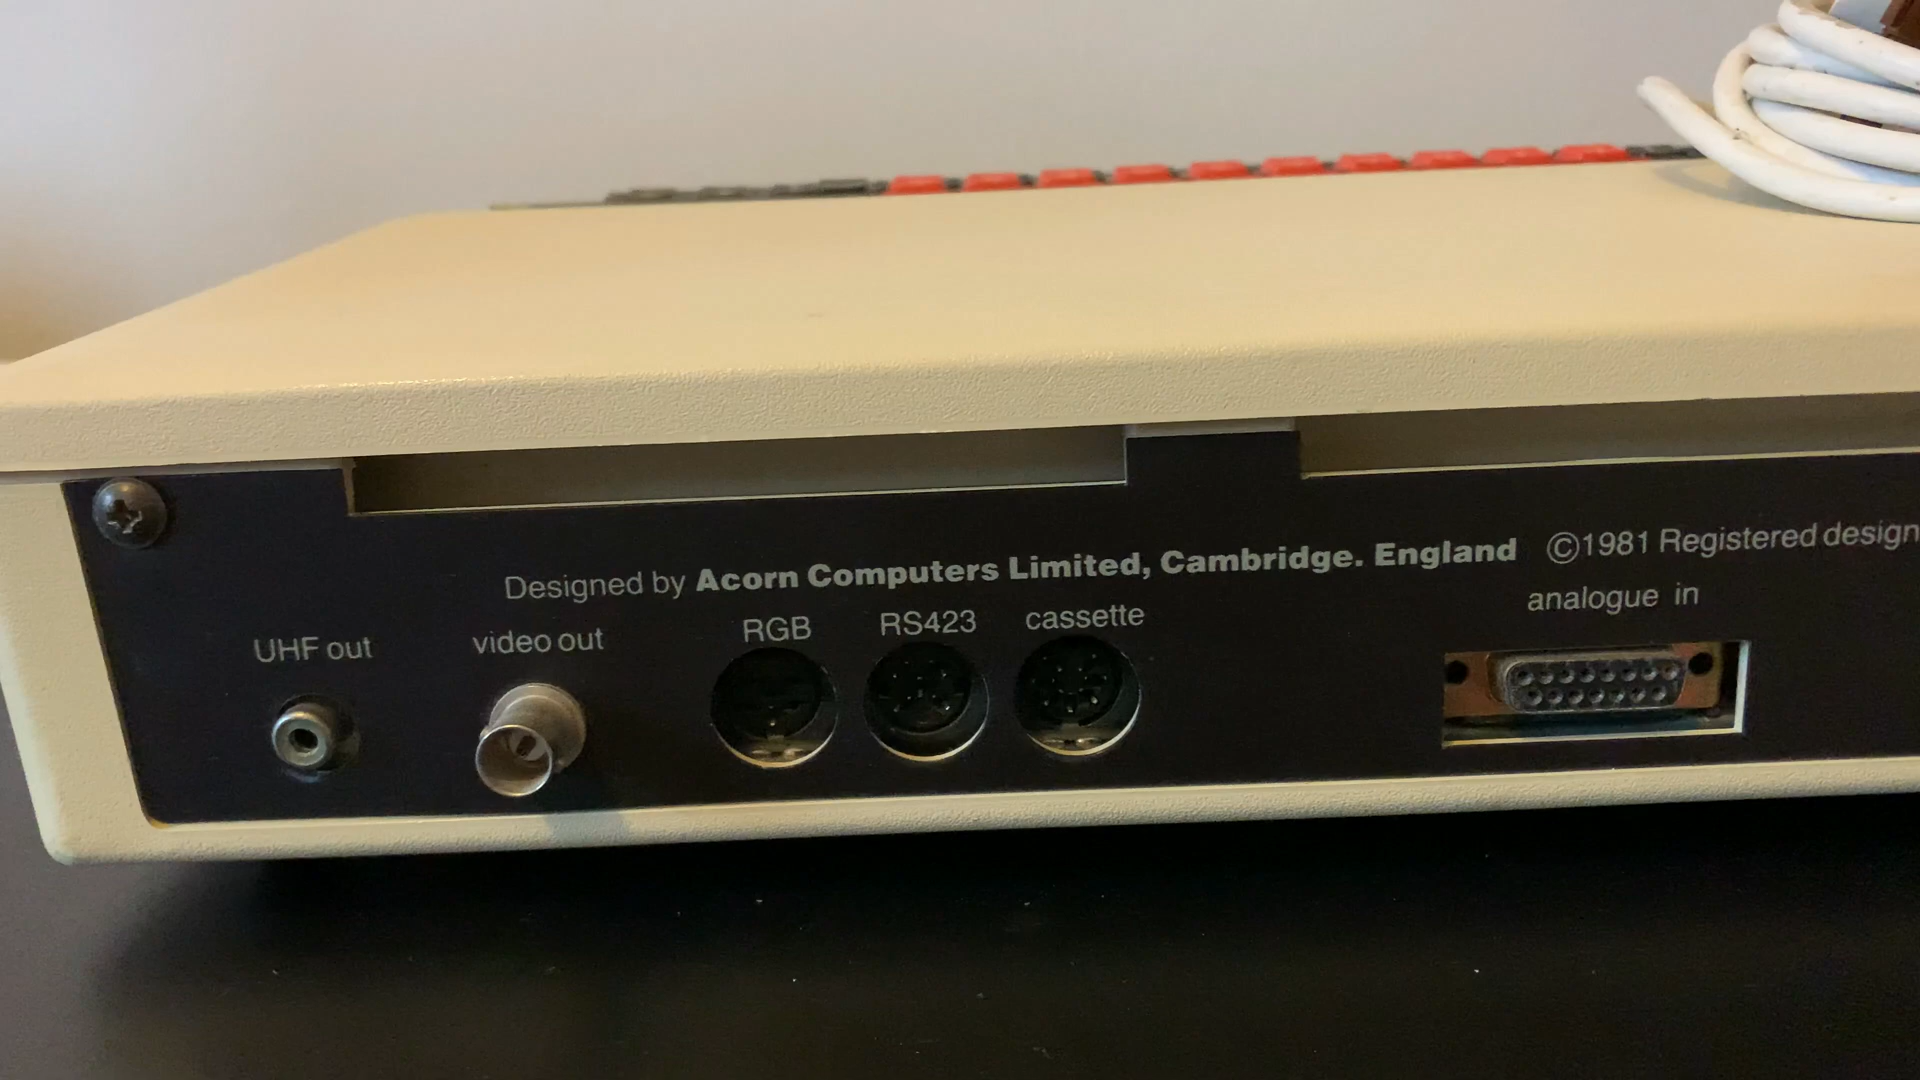 Designed by Acorn Computers Limited, Cambridge. England ©1981 Registered design
UHF out
video out
RGB
RS423
cassette
analogue in